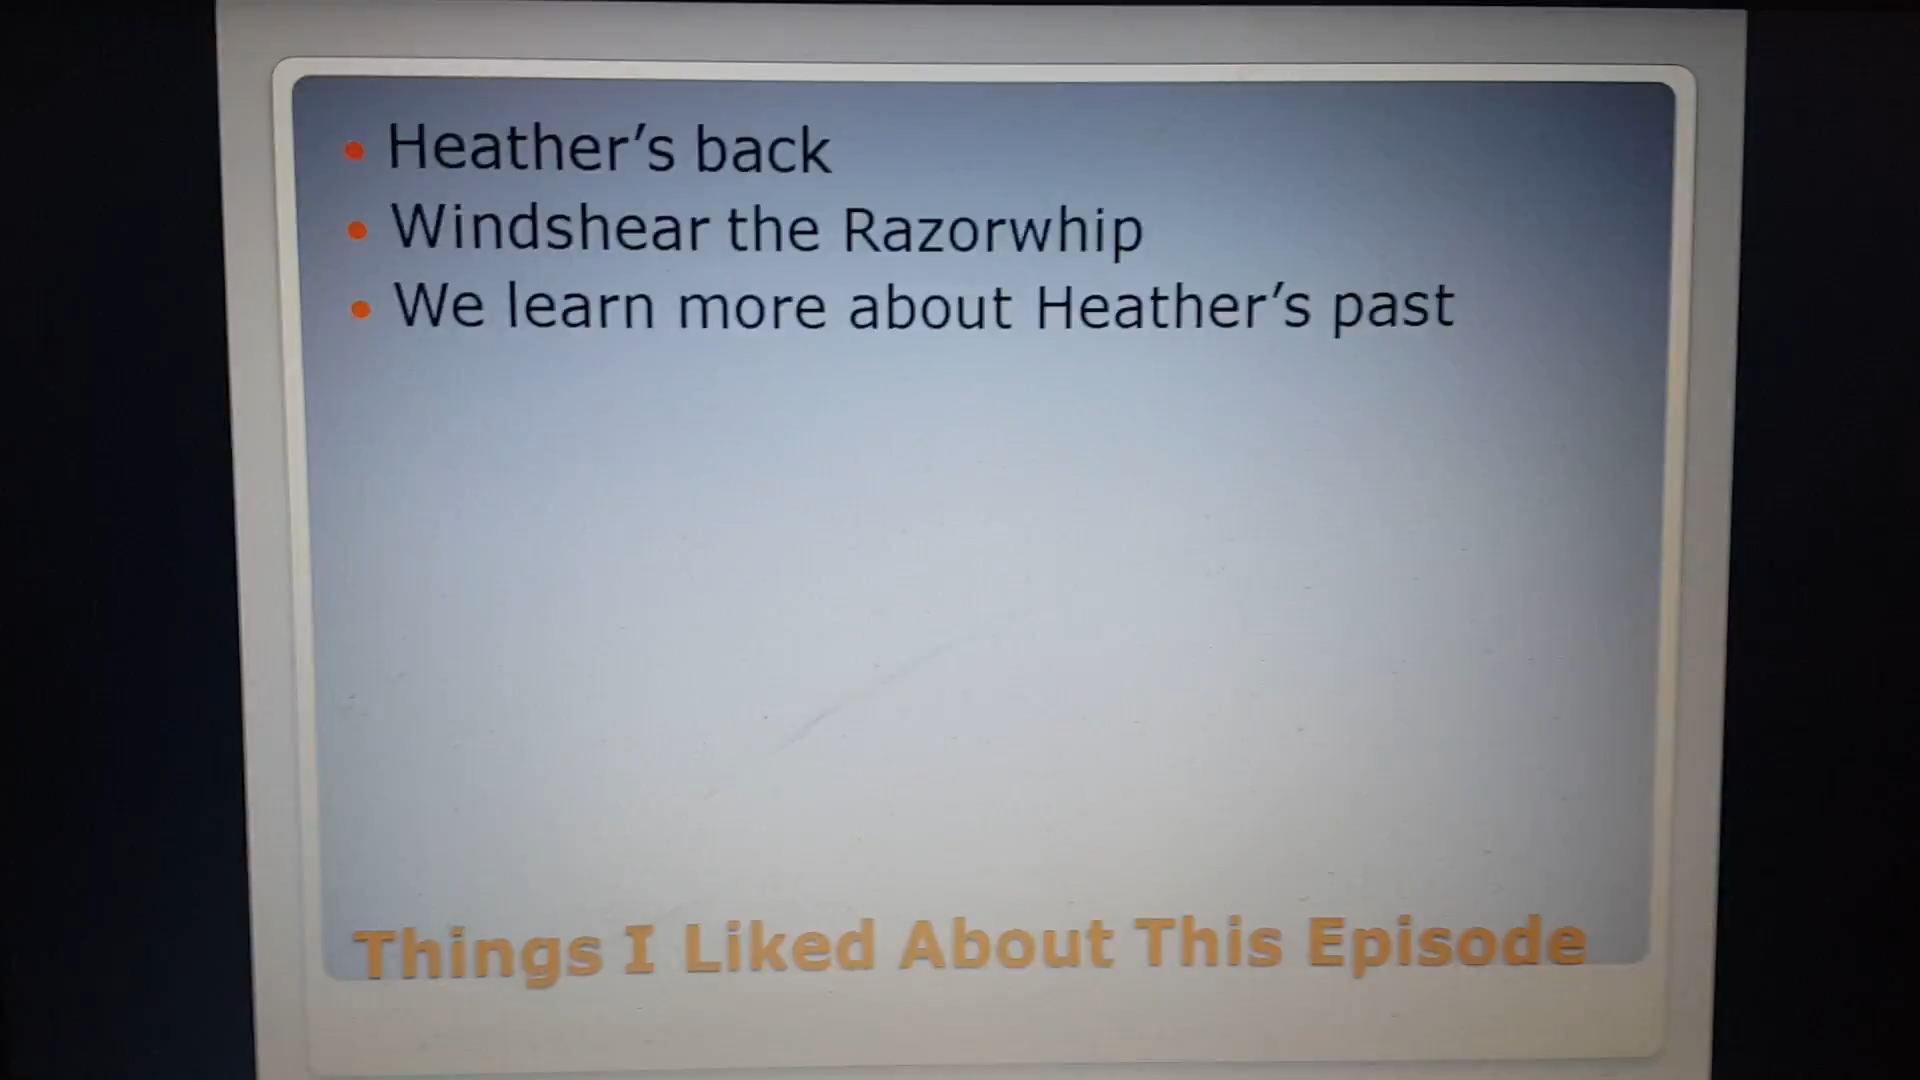 Heather's back
Windshear the Razorwhip
We learn more about Heather's past
Things I Liked About This Episode